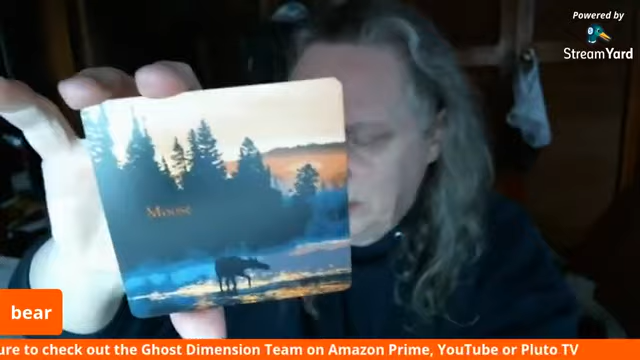 Powered by
StreamYard
Moose
bear
ure to check out the Ghost Dimension Team on Amazon Prime, YouTube or Pluto TV